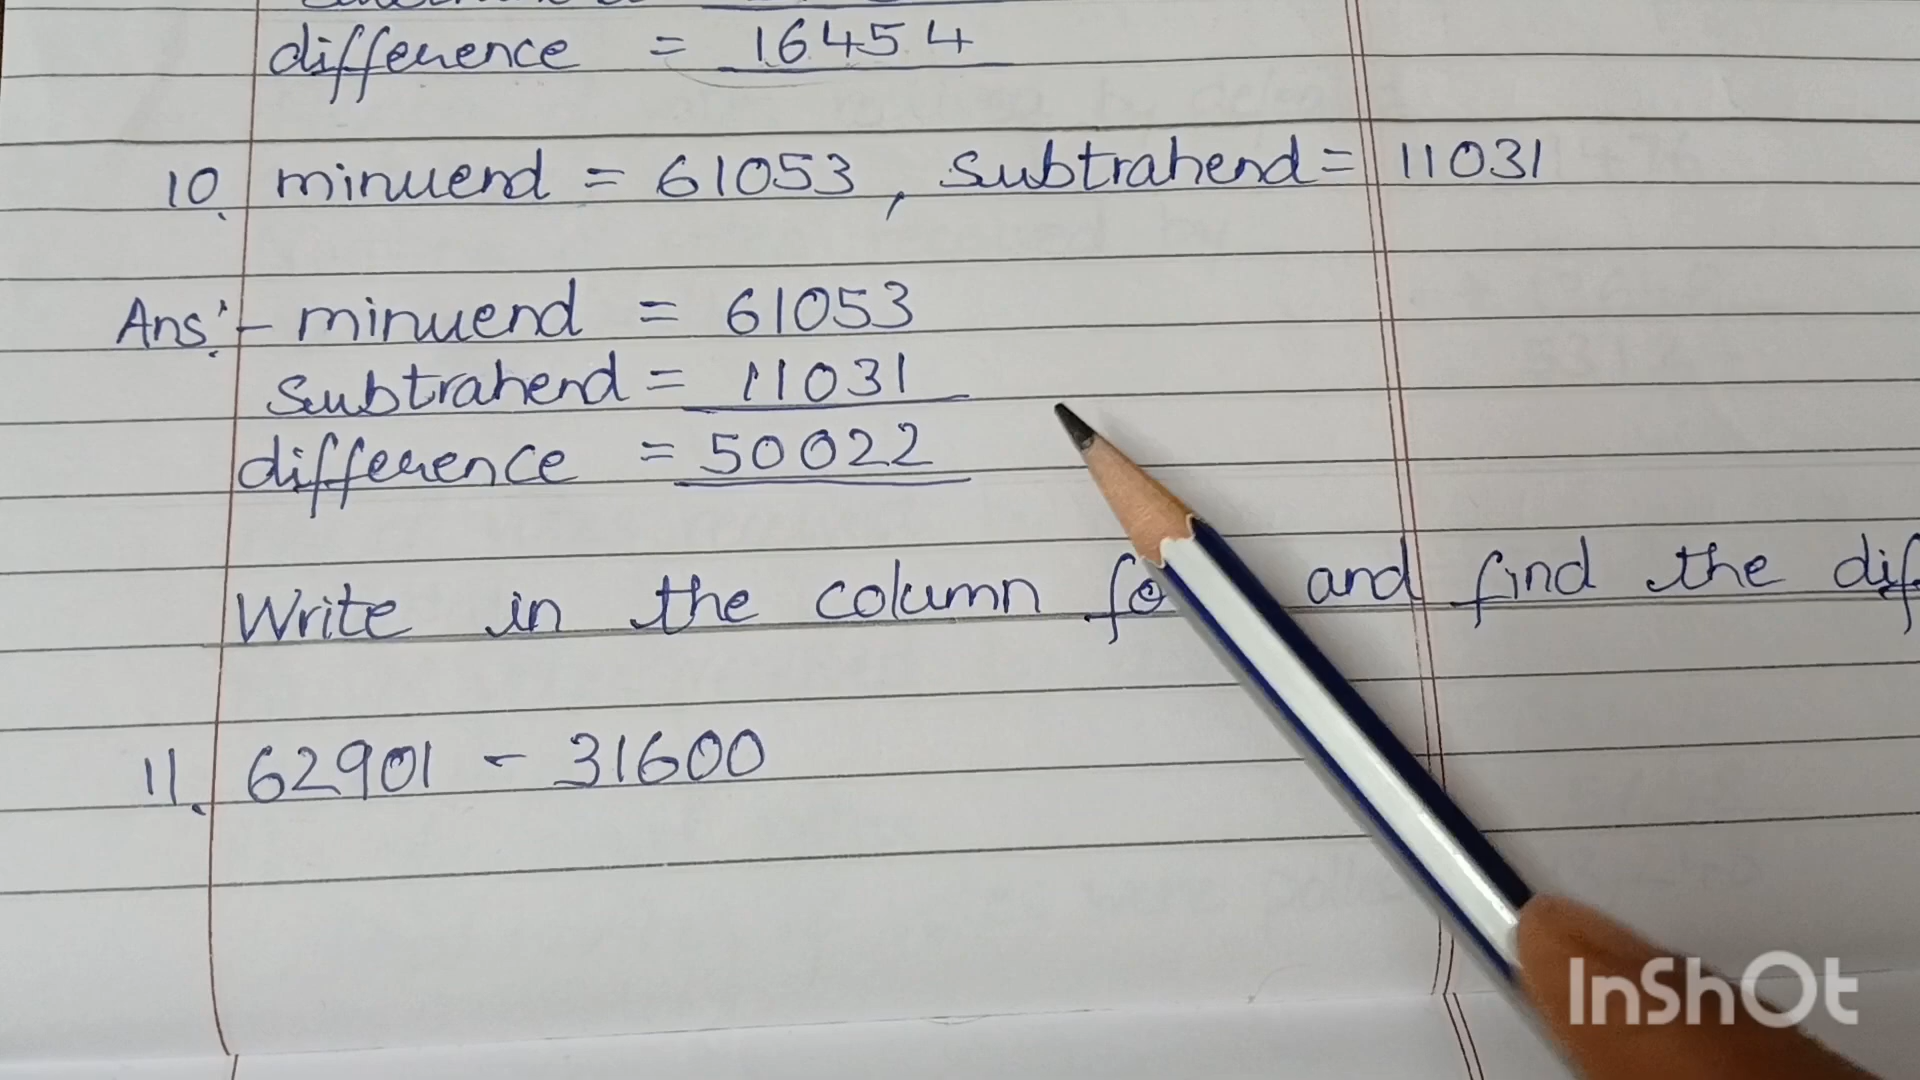 difference = 16454
10. minuend = 61053, Subtrahend = 11031
Ans:- minuend = 61053
Subtrahend = 11031
difference = 50022
Write in the column and find the dif
11. 62901 - 31600
InShOt